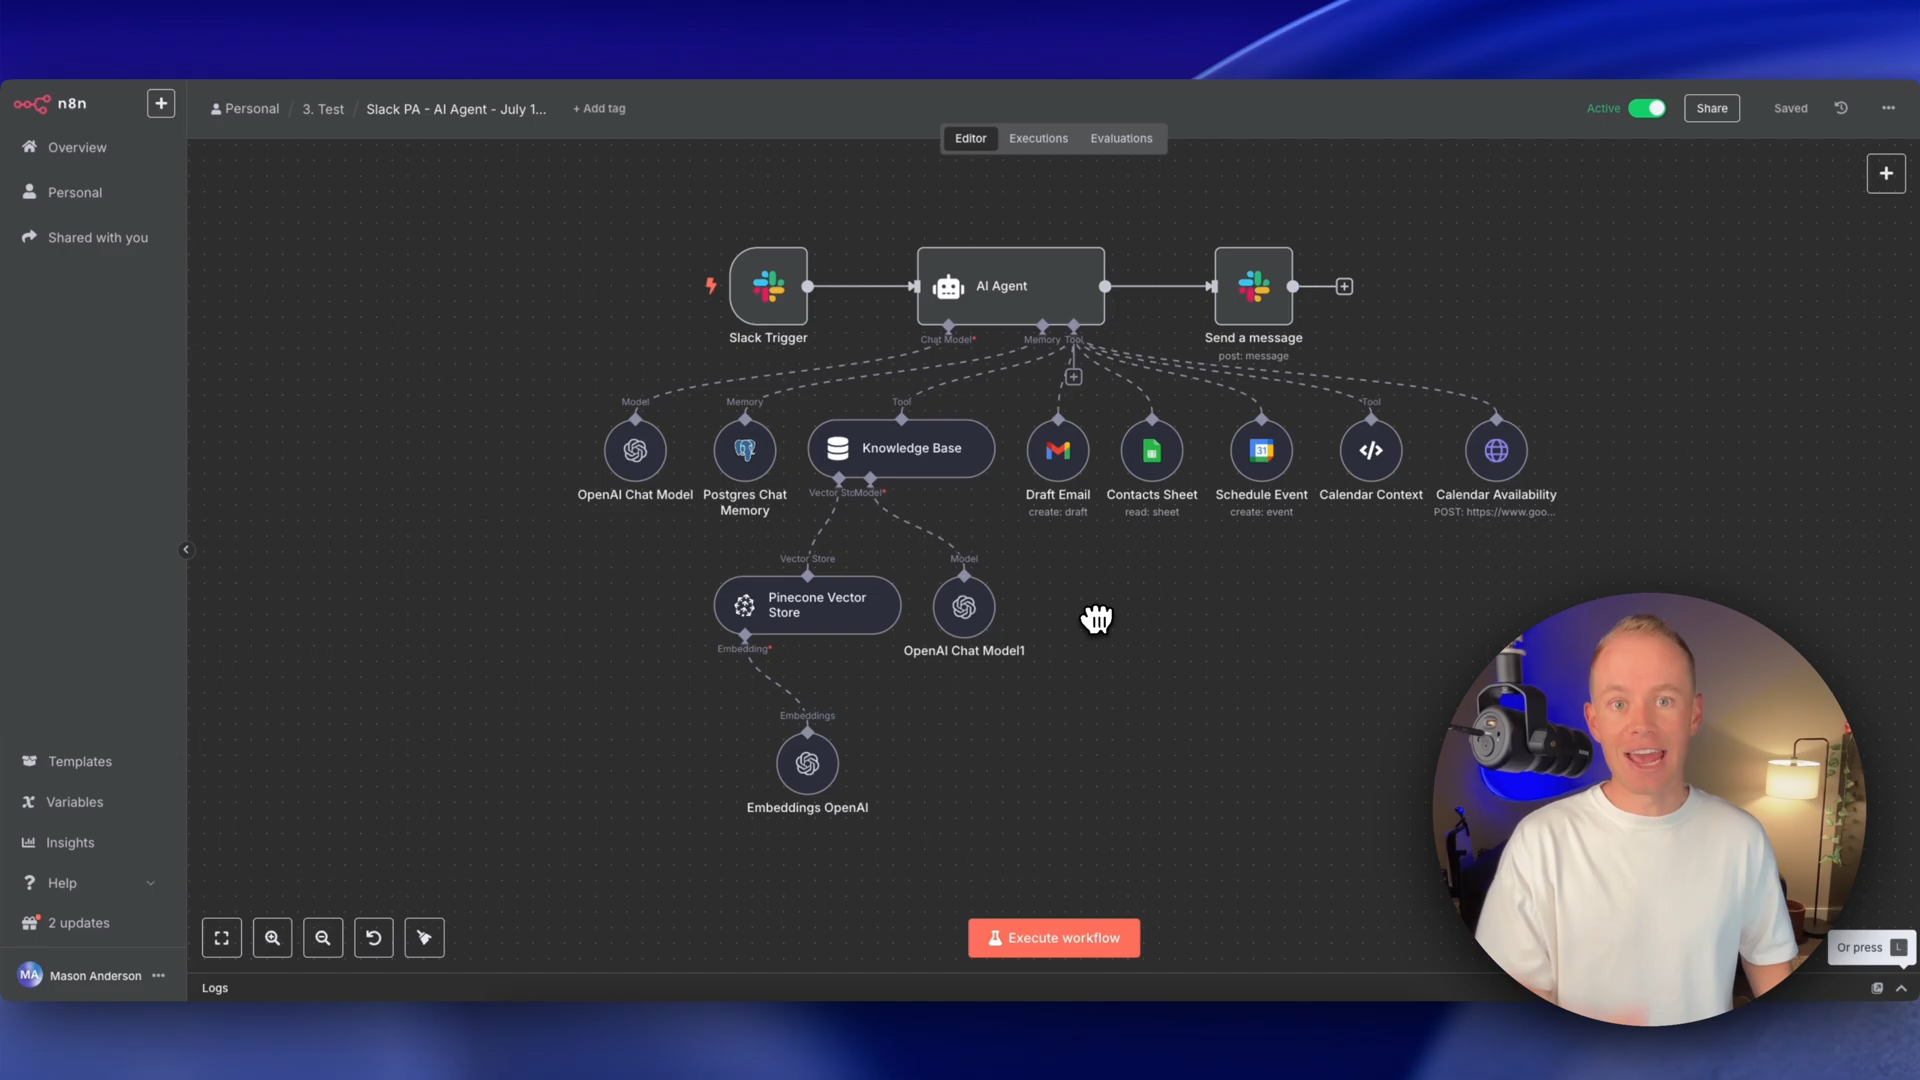 n8n
Personal / 3. Test / Slack PA - AI Agent - July 1... + Add tag
Active
Share
Saved
Editor Executions Evaluations
Overview
Personal
Shared with you
AI Agent
Slack Trigger
Chat Model*
Memory
Tool
Send a message
post: message
Model
Memory
Tool
Tool
Knowledge Base
OpenAI Chat Model
Postgres Chat
Memory
Vector Sto
Model*
Draft Email
create: draft
Contacts Sheet
read: sheet
31
Schedule Event
create: event
Calendar Context
Calendar Availability
POST: https://www.goo...
Vector Store
Model
Pinecone Vector
Store
Embedding*
OpenAI Chat Model1
Embeddings
Embeddings OpenAI
Templates
Variables
Insights
Help
2 updates
MA Mason Anderson
Execute workflow
Or press L
Logs